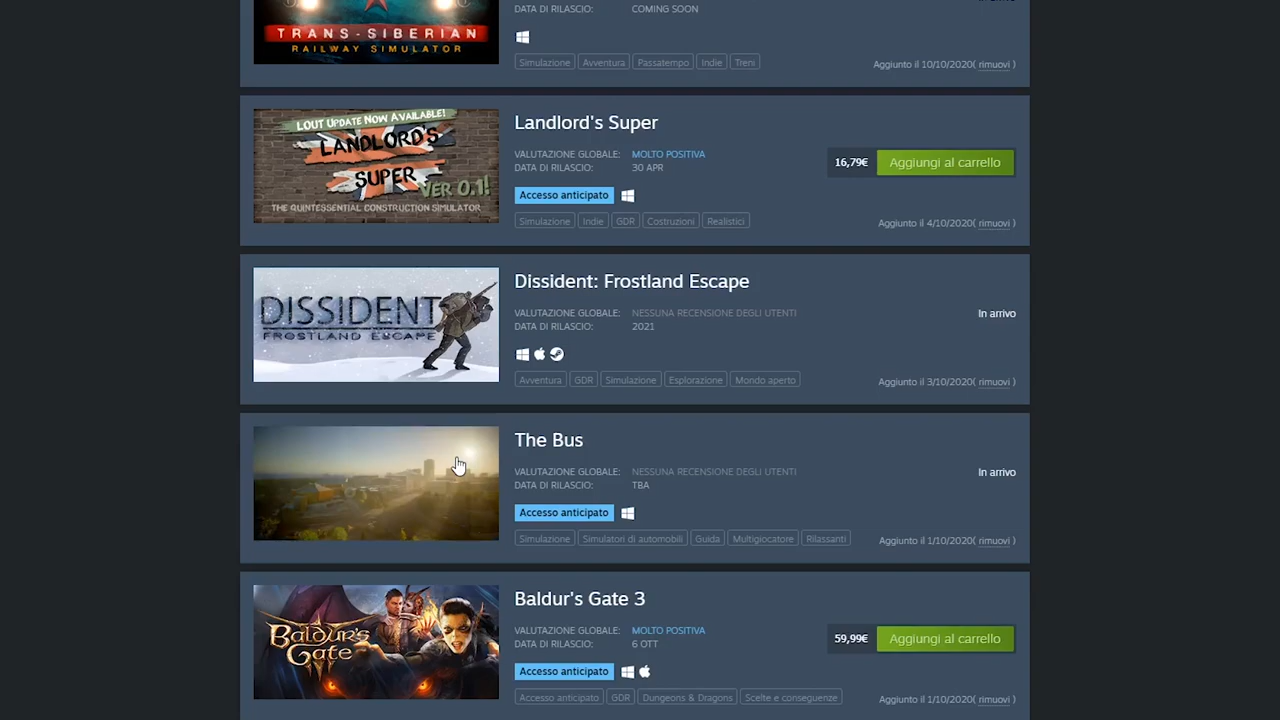 TRANS-SIBERIAN
RAILWAY SIMULATOR
DATA DI RILASCIO: COMING SOON
Simulazione Avventura Passatempo Indie Treni
Aggiunto il 10/10/2020( rimuovi )
LOUT UPDATE NOW AVAILABLE!
LANDLORD'S
SUPER
VER 0.1!
THE QUINTESSENTIAL CONSTRUCTION SIMULATOR
Landlord's Super
VALUTAZIONE GLOBALE: MOLTO POSITIVA
DATA DI RILASCIO: 30 APR
16,79€ Aggiungi al carrello
Accesso anticipato
Simulazione Indie GDR Costruzioni Realistici
Aggiunto il 4/10/2020( rimuovi )
DISSIDENT
FROSTLAND ESCAPE
Dissident: Frostland Escape
VALUTAZIONE GLOBALE: NESSUNA RECENSIONE DEGLI UTENTI
DATA DI RILASCIO: 2021
In arrivo
Avventura GDR Simulazione Esplorazione Mondo aperto
Aggiunto il 3/10/2020( rimuovi )
The Bus
VALUTAZIONE GLOBALE: NESSUNA RECENSIONE DEGLI UTENTI
DATA DI RILASCIO: TBA
In arrivo
Accesso anticipato
Simulazione Simulatori di automobili Guida Multigiocatore Rilassanti
Aggiunto il 1/10/2020( rimuovi )
BALDUR'S
GATE
Baldur's Gate 3
VALUTAZIONE GLOBALE: MOLTO POSITIVA
DATA DI RILASCIO: 6 OTT
59,99€ Aggiungi al carrello
Accesso anticipato
Accesso anticipato GDR Dungeons & Dragons Scelte e conseguenze
Aggiunto il 1/10/2020( rimuovi )